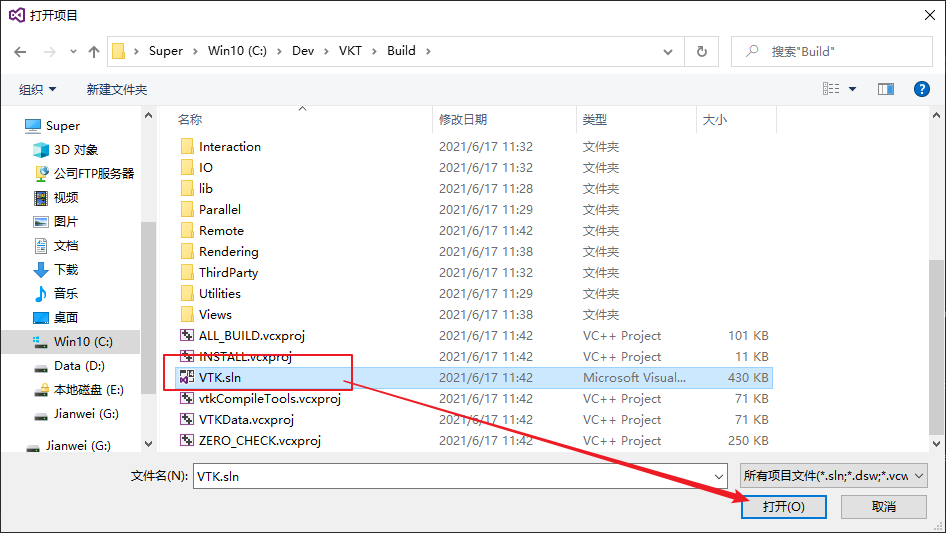 打开项目
Super > Win10 (C:) > Dev > VKT > Build >
搜索"Build"
组织 新建文件夹
名称 修改日期 类型 大小
Super
3D 对象
公司FTP服务器
视频
图片
文档
下载
音乐
桌面
Win10 (C:)
Data (D:)
本地磁盘 (E:)
Jianwei (G:)
Jianwei (G:)
Interaction 2021/6/17 11:32 文件夹
IO 2021/6/17 11:32 文件夹
lib 2021/6/17 11:28 文件夹
Parallel 2021/6/17 11:29 文件夹
Remote 2021/6/17 11:42 文件夹
Rendering 2021/6/17 11:38 文件夹
ThirdParty 2021/6/17 11:32 文件夹
Utilities 2021/6/17 11:29 文件夹
Views 2021/6/17 11:38 文件夹
ALL_BUILD.vcxproj 2021/6/17 11:42 VC++ Project 101 KB
INSTALL.vcxproj 2021/6/17 11:42 VC++ Project 11 KB
VTK.sln 2021/6/17 11:42 Microsoft Visual... 430 KB
vtkCompileTools.vcxproj 2021/6/17 11:42 VC++ Project 71 KB
VTKData.vcxproj 2021/6/17 11:42 VC++ Project 71 KB
ZERO_CHECK.vcxproj 2021/6/17 11:42 VC++ Project 250 KB
文件名(N): VTK.sln 所有项目文件(*.sln;*.dsw;*.vcw
打开(O) 取消